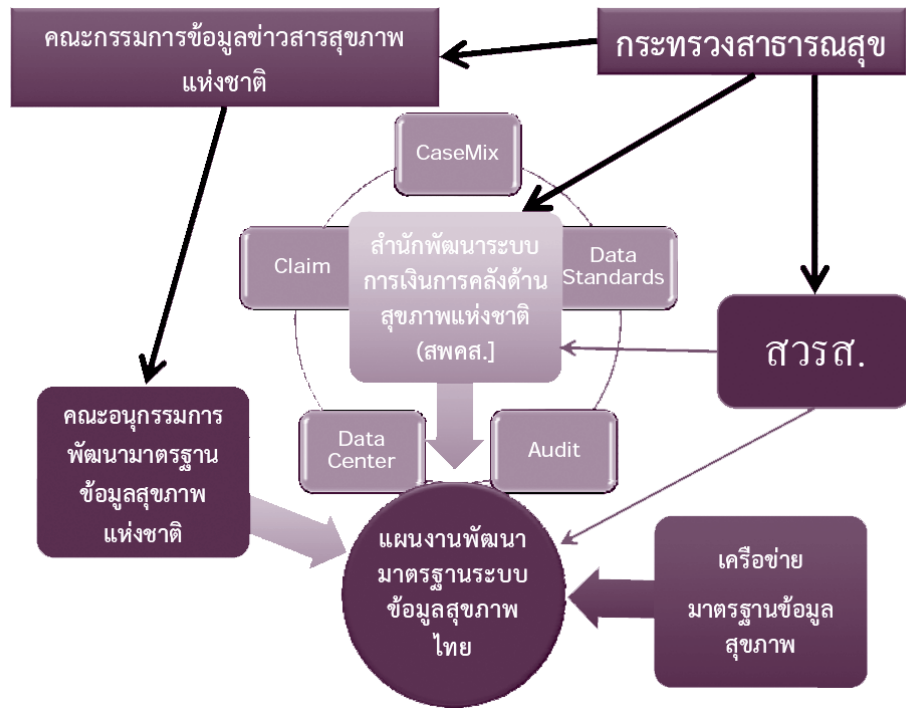 คณะกรรมการข้อมูลข่าวสารสุขภาพ
แห่งชาติ
กระทรวงสาธารณสุข
CaseMix
Claim
สำนักพัฒนาระบบ
การเงินการคลังด้าน
สุขภาพแห่งชาติ
(สพคส.]
Data
Standards
สวรส.
คณะอนุกรรมการ
พัฒนามาตรฐาน
ข้อมูลสุขภาพ
แห่งชาติ
Data
Center
Audit
แผนงานพัฒนา
มาตรฐานระบบ
ข้อมูลสุขภาพ
ไทย
เครือข่าย
มาตรฐานข้อมูล
สุขภาพ